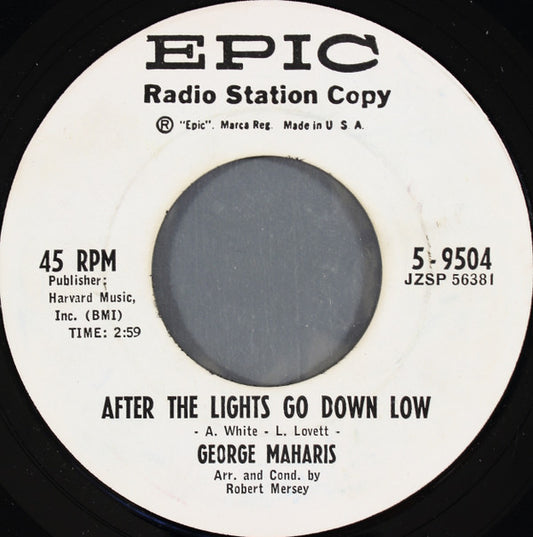 EPIC
Radio Station Copy
Ⓡ "Epic". Marca Reg. Made in U S A.
45 RPM
Publisher:
Harvard Music,
Inc. (BMI)
TIME: 2:59
5-9504
JZSP 56381
AFTER THE LIGHTS GO DOWN LOW
- A. White - L. Lovett -
GEORGE MAHARIS
Arr. and Cond. by
Robert Mersey